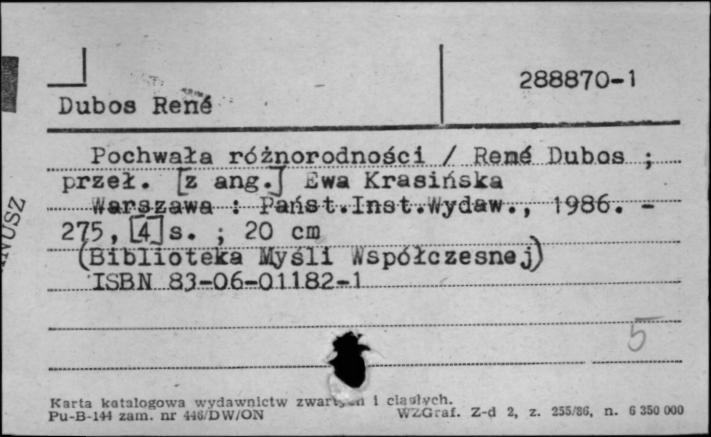 288870-1
Dubos René
Pochwała różnorodności / René Dubos ;
przeł. [z ang.] Ewa Krasińska
Warszawa : Państ.Inst.Wydaw., 1986. -
275, [4] s. ; 20 cm
(Biblioteka Myśli Współczesnej)
ISBN 83-06-01182-1
5
Karta katalogowa wydawnictw i
Pu-B-144 zam. nr 446/DW/ON WZGraf. Z-d 2, z. 255/86, n. 6 350 000